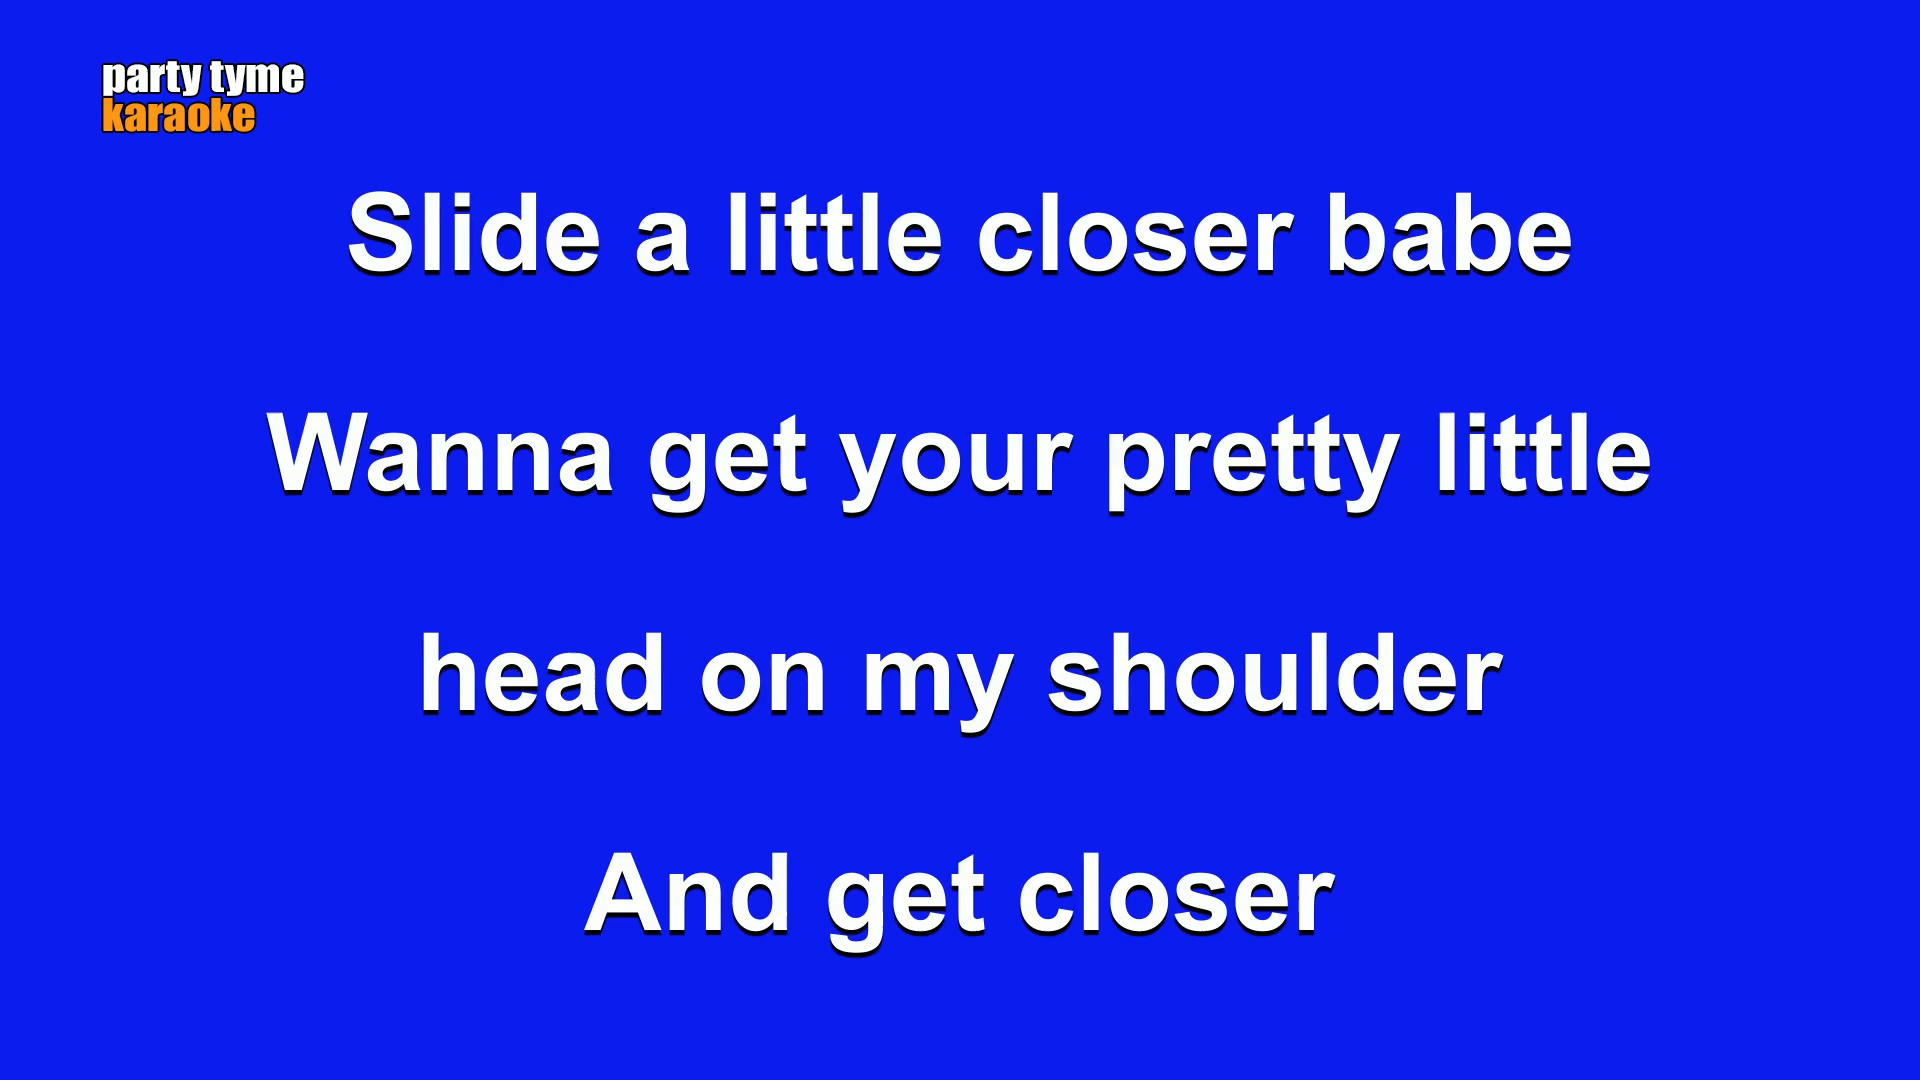 party tyme
karaoke
Slide a little closer babe
Wanna get your pretty little
head on my shoulder
And get closer